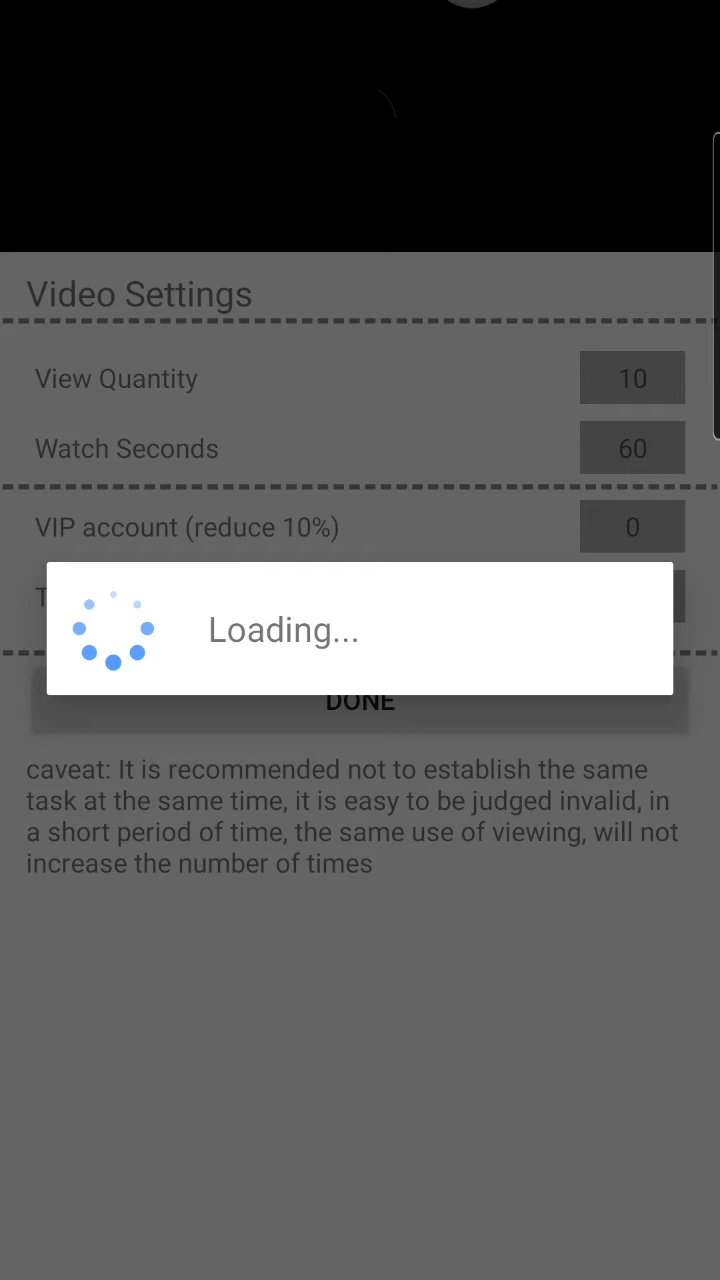 Video Settings
View Quantity 10
Watch Seconds 60
VIP account (reduce 10%) 0
Loading...
DONE
caveat: It is recommended not to establish the same
task at the same time, it is easy to be judged invalid, in
a short period of time, the same use of viewing, will not
increase the number of times